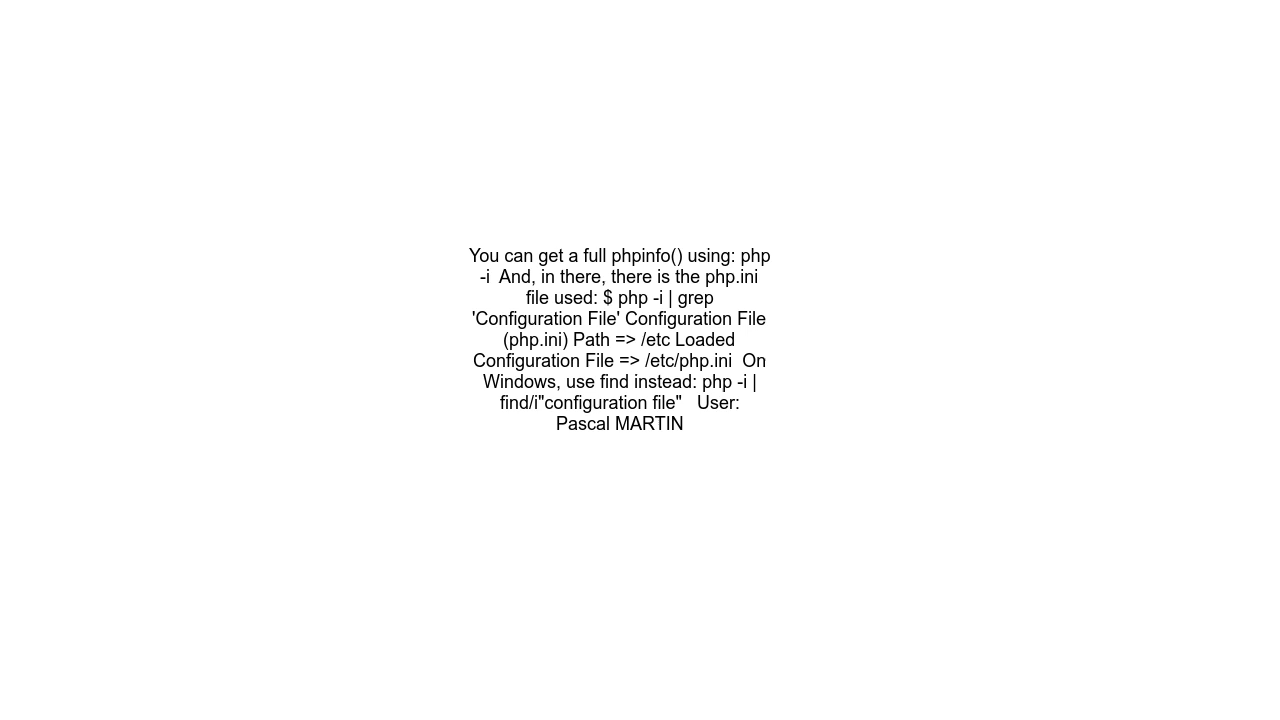 You can get a full phpinfo() using: php
-i  And, in there, there is the php.ini
file used: $ php -i | grep
'Configuration File' Configuration File
(php.ini) Path => /etc Loaded
Configuration File => /etc/php.ini  On
Windows, use find instead: php -i |
find/i"configuration file"   User:
Pascal MARTIN